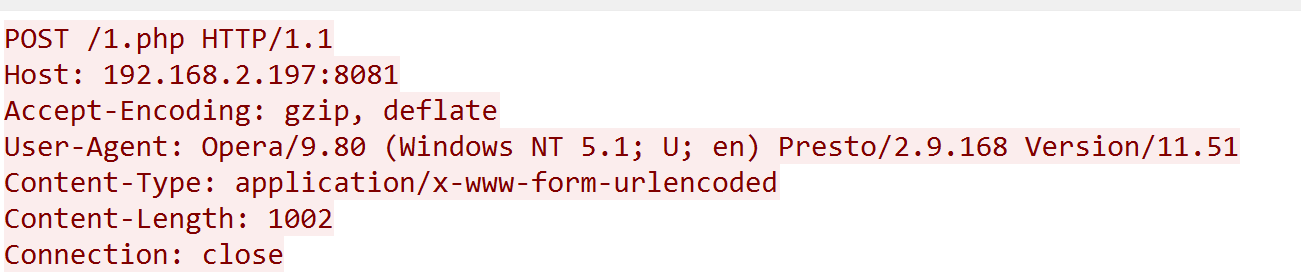 POST /1.php HTTP/1.1
Host: 192.168.2.197:8081
Accept-Encoding: gzip, deflate
User-Agent: Opera/9.80 (Windows NT 5.1; U; en) Presto/2.9.168 Version/11.51
Content-Type: application/x-www-form-urlencoded
Content-Length: 1002
Connection: close